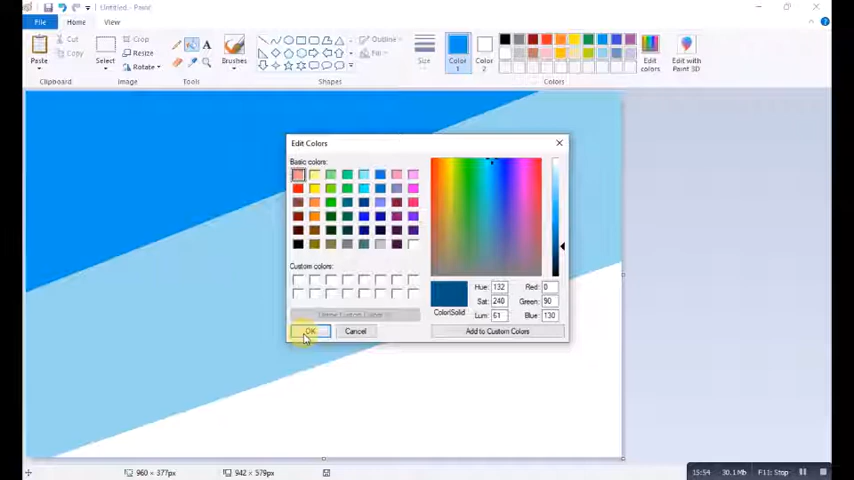 Untitled - Paint
File Home View
Paste
Cut
Copy
Clipboard
Select
Crop
Resize
Rotate
Image
A
Tools
Brushes
Shapes
Outline
Fill
Size
Color 1
Color 2
Edit colors
Colors
Edit with Paint 3D
Edit Colors
Basic colors:
Custom colors:
Define Custom Colors >>
OK Cancel
Color|Solid
Hue: 132 Red: 0
Sat: 240 Green: 90
Lum: 61 Blue: 130
Add to Custom Colors
960 × 377px 942 × 579px
15:54 30.1 Mb F11: Stop